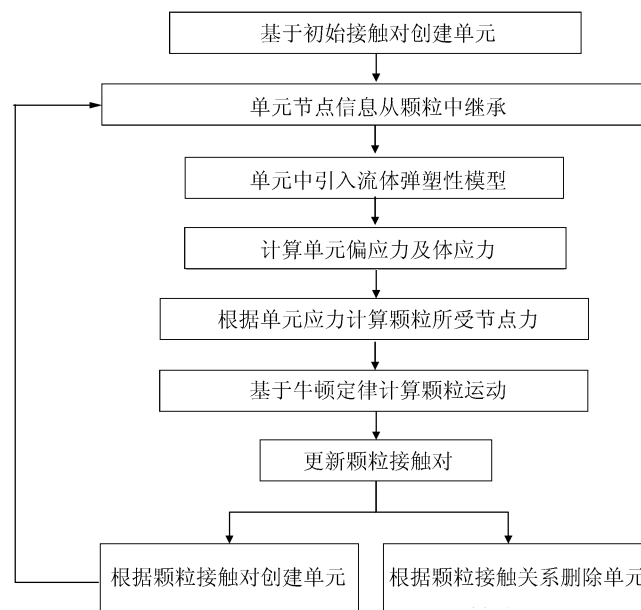 基于初始接触对创建单元
单元节点信息从颗粒中继承
单元中引入流体弹塑性模型
计算单元偏应力及体应力
根据单元应力计算颗粒所受节点力
基于牛顿定律计算颗粒运动
更新颗粒接触对
根据颗粒接触对创建单元
根据颗粒接触关系删除单元